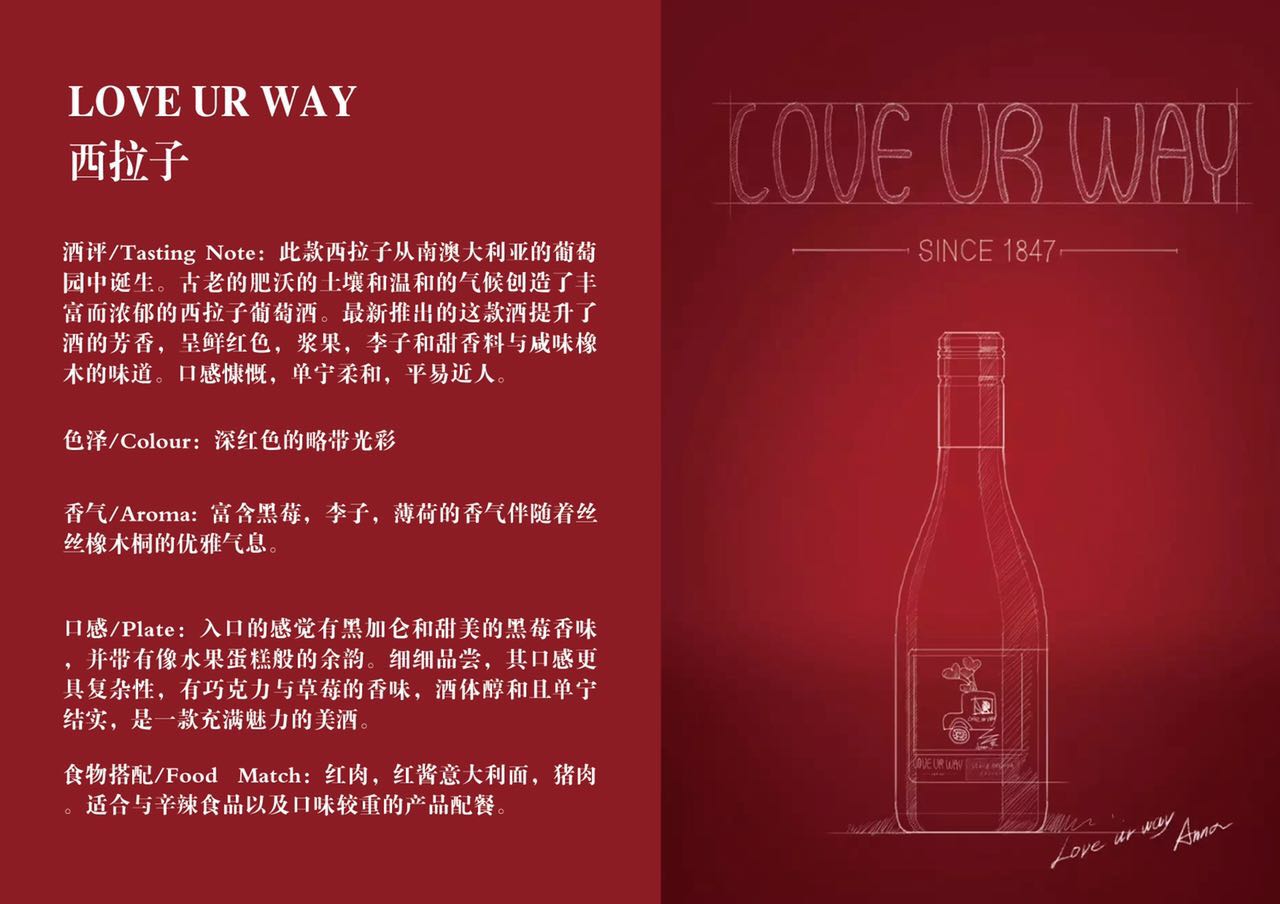 LOVE UR WAY
西拉子
酒评/Tasting Note：此款西拉子从南澳大利亚的葡萄
园中诞生。古老的肥沃的土壤和温和的气候创造了丰
富而浓郁的西拉子葡萄酒。最新推出的这款酒提升了
酒的芳香，呈鲜红色，浆果，李子和甜香料与咸味橡
木的味道。口感慷慨，单宁柔和，平易近人。
色泽/Colour：深红色的略带光彩
香气/Aroma: 富含黑莓，李子，薄荷的香气伴随着丝
丝橡木桐的优雅气息。
口感/Plate：入口的感觉有黑加仑和甜美的黑莓香味
，并带有像水果蛋糕般的余韵。细细品尝，其口感更
具复杂性，有巧克力与草莓的香味，酒体醇和且单宁
结实，是一款充满魅力的美酒。
食物搭配/Food Match：红肉，红酱意大利面，猪肉
。适合与辛辣食品以及口味较重的产品配餐。
LOVE UR WAY
SINCE 1847
LOVE UR WAY
Love ur way Anna